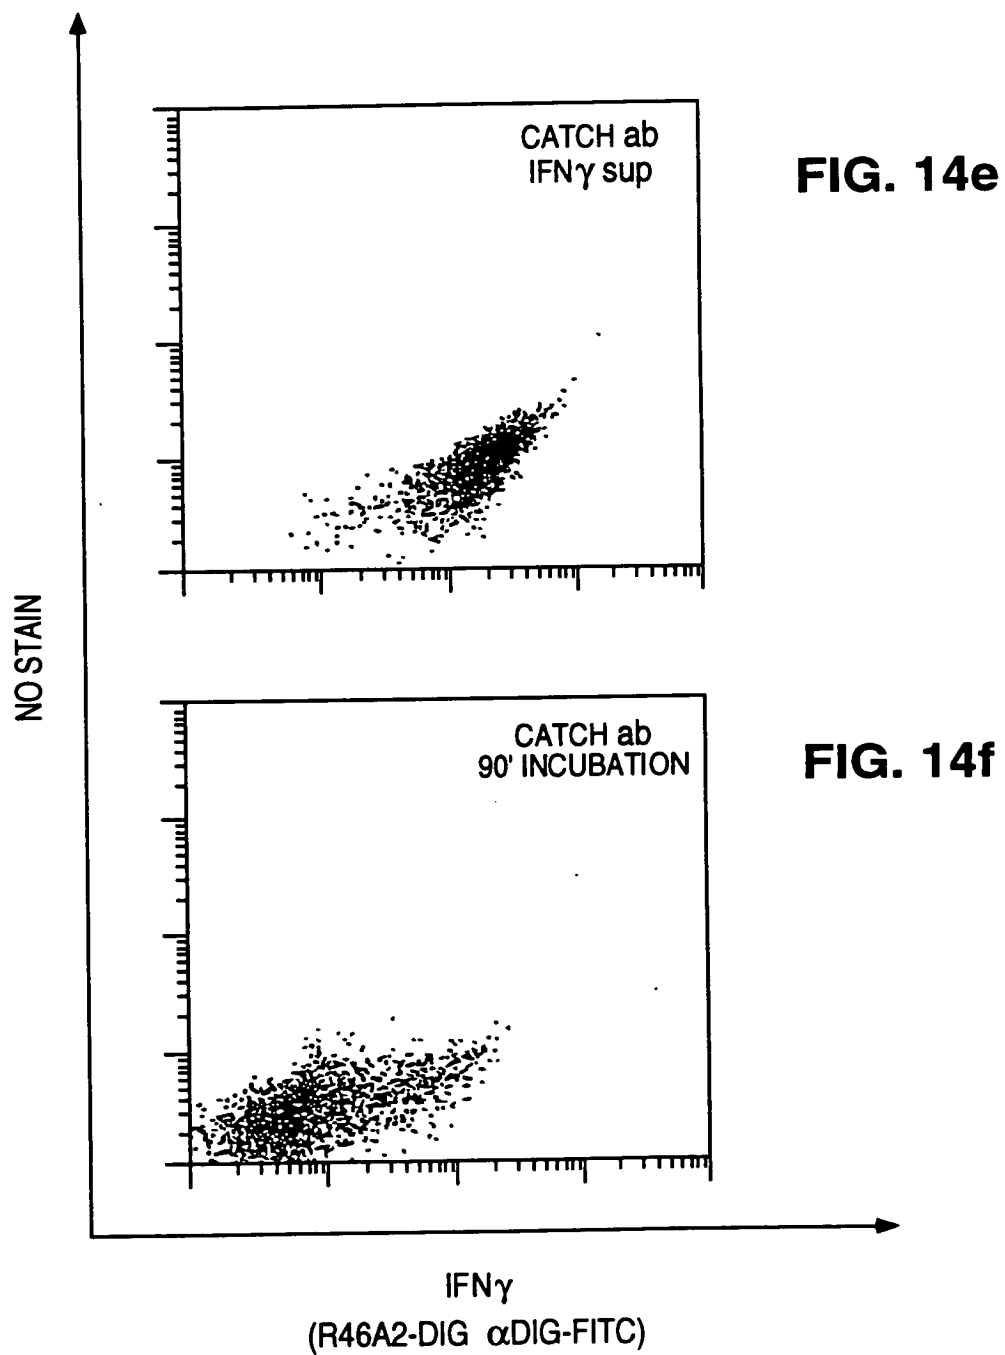 CATCH ab
IFNγ sup
FIG. 14e
NO STAIN
CATCH ab
90' INCUBATION
FIG. 14f
IFNγ
(R46A2-DIG αDIG-FITC)